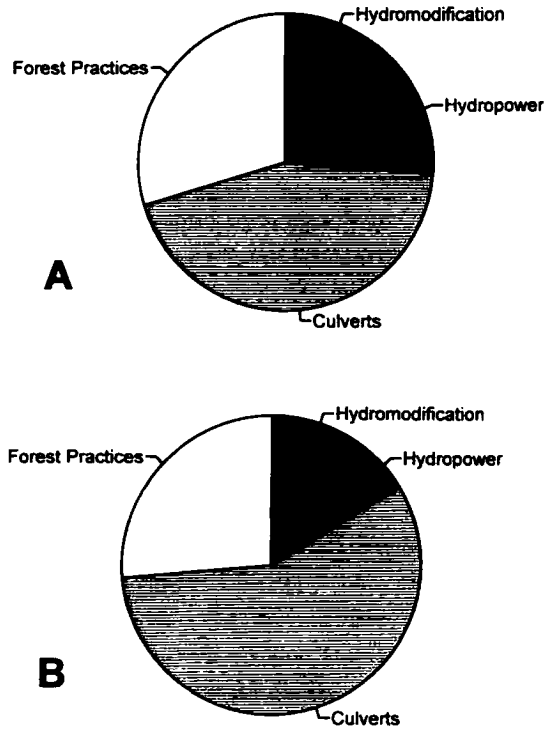 Hydromodification
Forest Practices
Hydropower
A
Culverts
Hydromodification
Forest Practices
Hydropower
B
Culverts